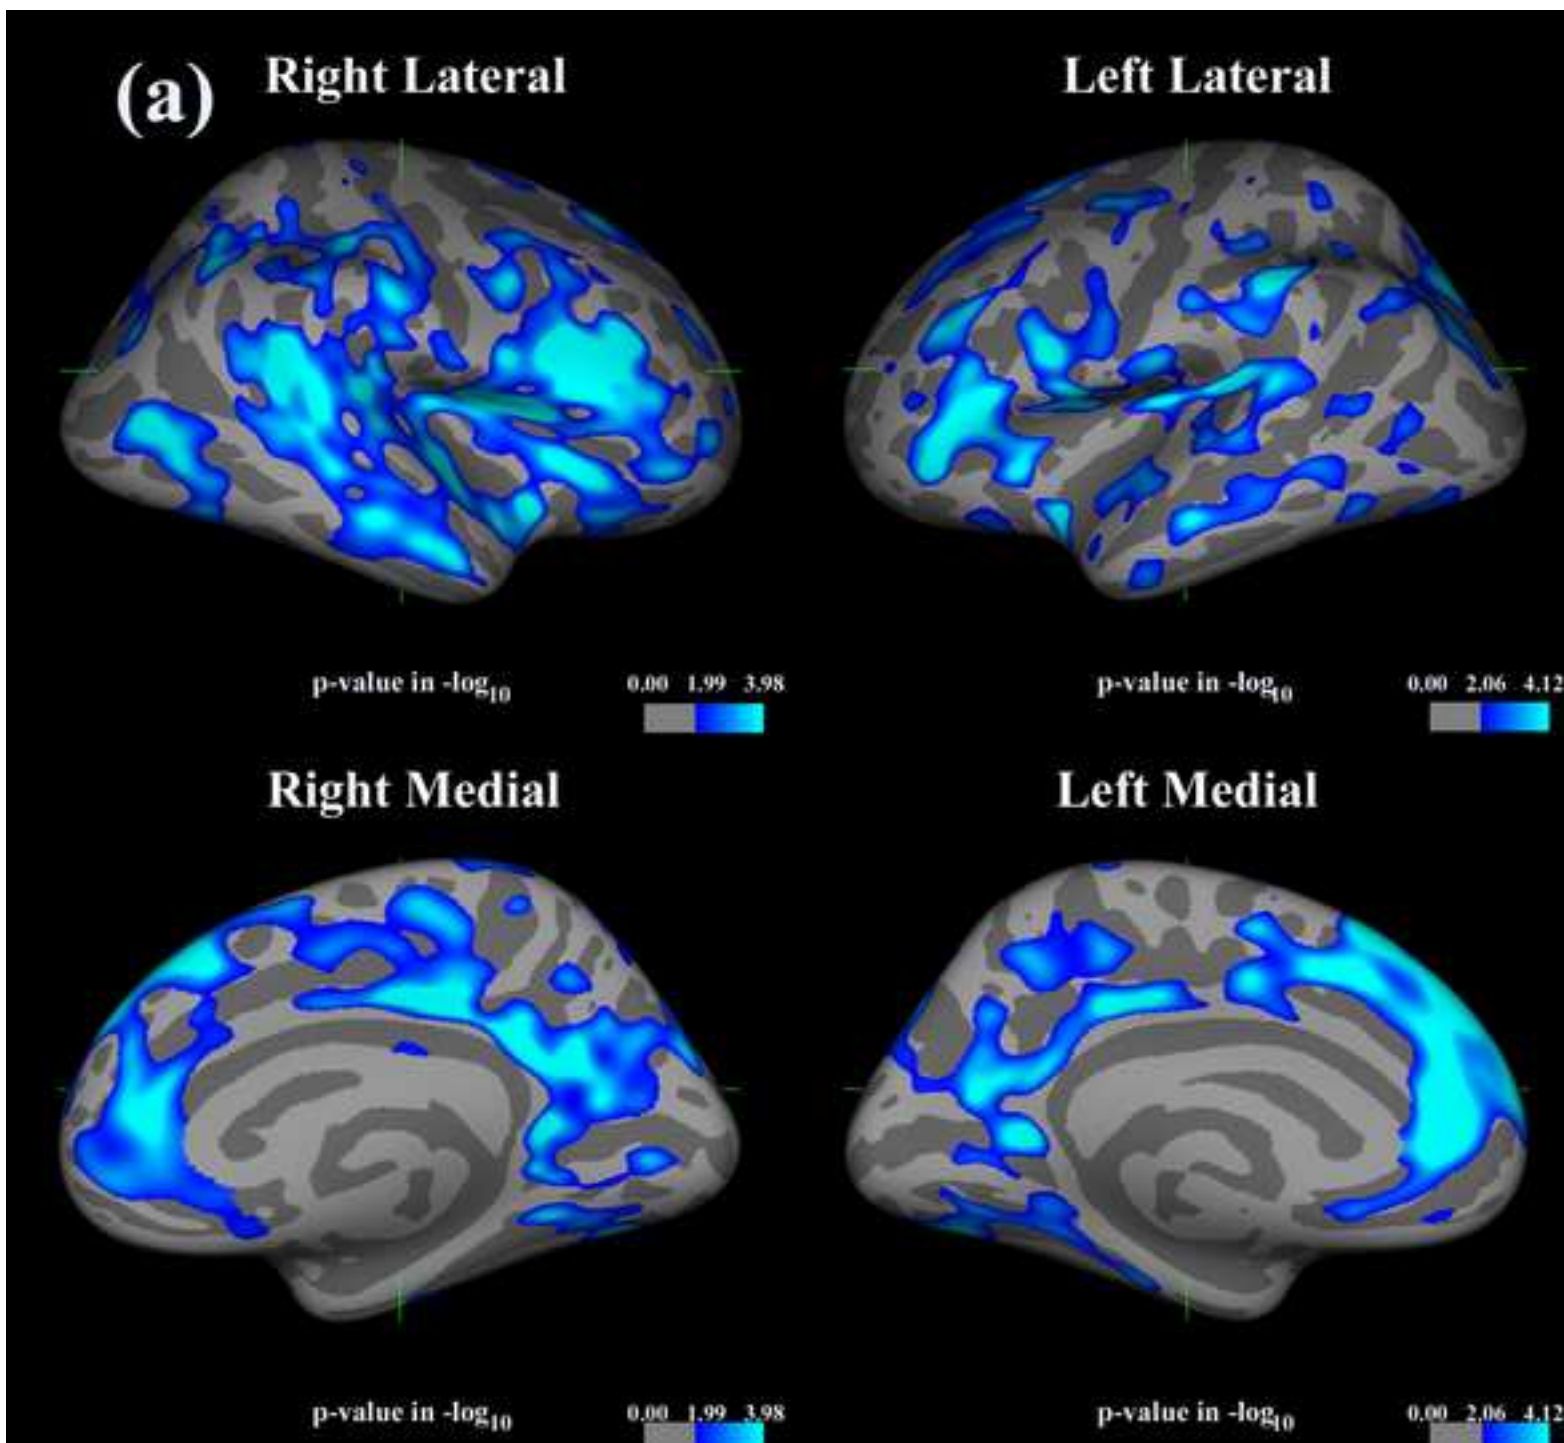 (a) Right Lateral Left Lateral
p-value in -log10 0.00 1.99 3.98 p-value in -log10 0.00 2.06 4.12
Right Medial Left Medial
p-value in -log10 0.00 1.99 3.98 p-value in -log10 0.00 2.06 4.12